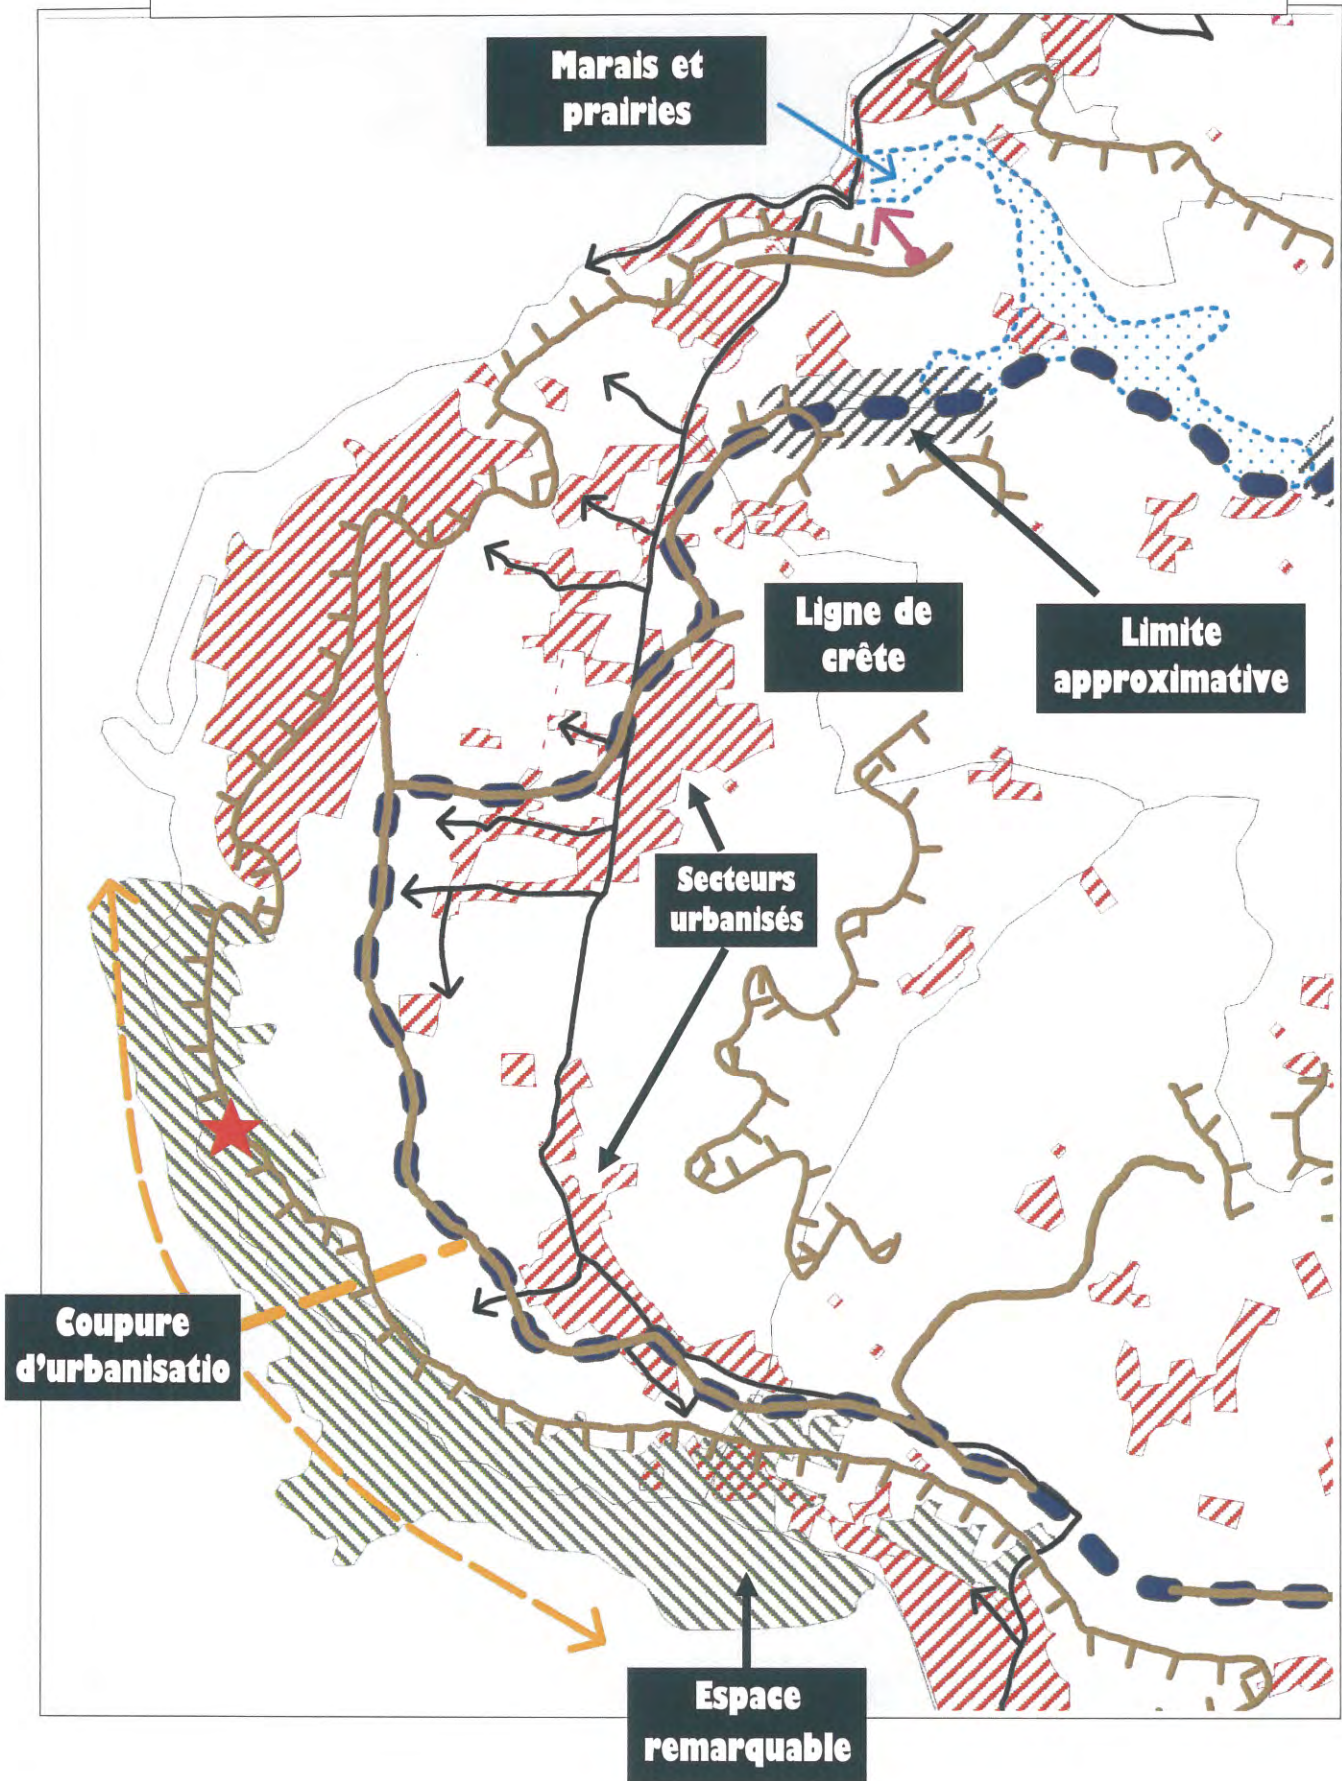 Marais et
prairies
Ligne de
crête
Limite
approximative
Secteurs
urbanisés
Coupure
d'urbanisatio
Espace
remarquable